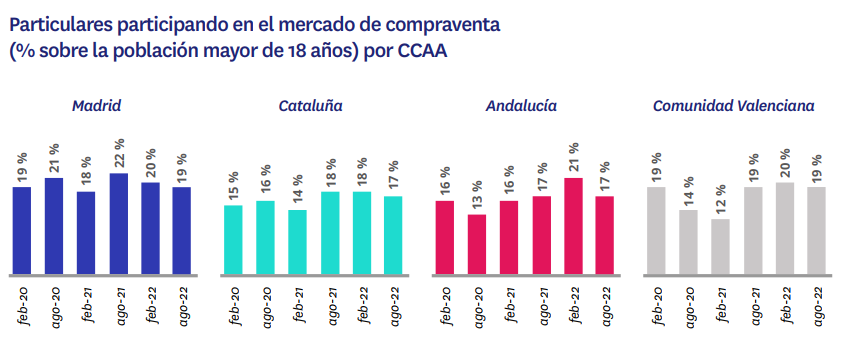 Particulares participando en el mercado de compraventa
(% sobre la población mayor de 18 años) por CCAA
Madrid
19 %
21 %
18 %
22 %
20 %
19 %
feb-20
ago-20
feb-21
ago-21
feb-22
ago-22
Cataluña
15 %
16 %
14 %
18 %
18 %
17 %
feb-20
ago-20
feb-21
ago-21
feb-22
ago-22
Andalucía
16 %
13 %
16 %
17 %
21 %
17 %
feb-20
ago-20
feb-21
ago-21
feb-22
ago-22
Comunidad Valenciana
19 %
14 %
12 %
19 %
20 %
19 %
feb-20
ago-20
feb-21
ago-21
feb-22
ago-22